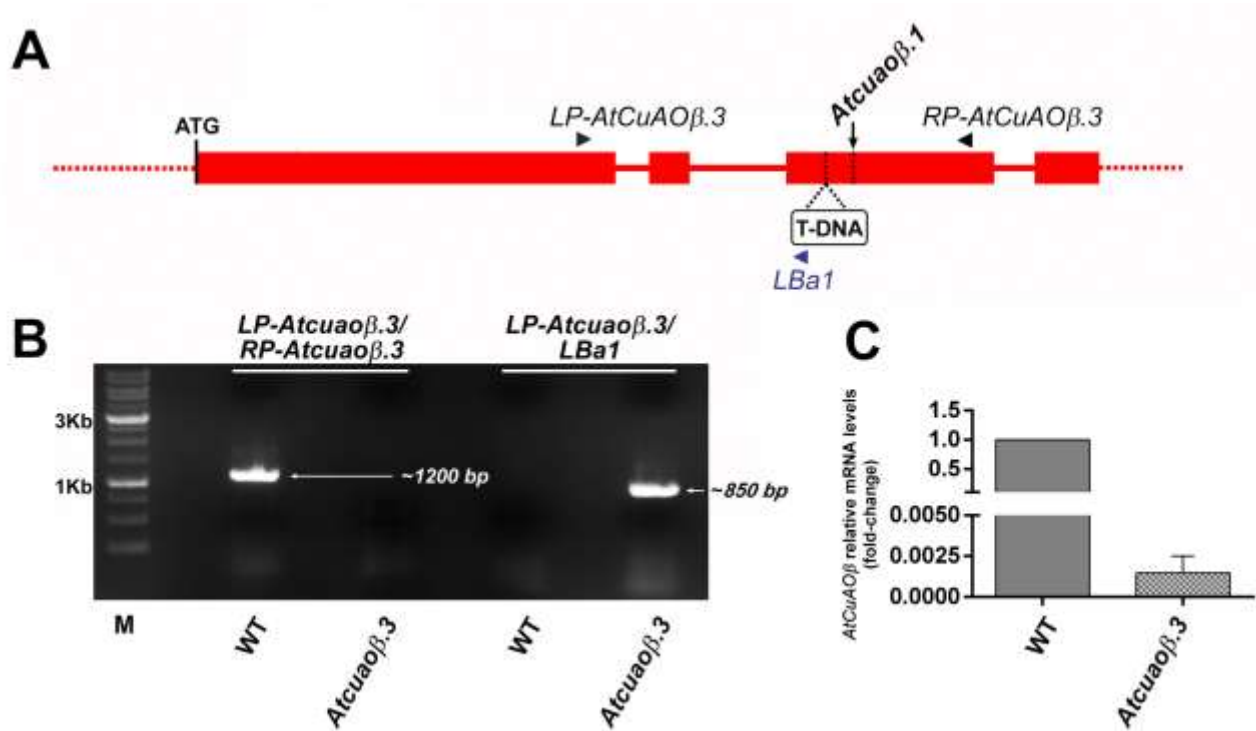 A
ATG
LP-AtCuAOβ.3
Atcuaoβ.1
RP-AtCuAOβ.3
T-DNA
LBa1
B
LP-Atcuaoβ.3/
RP-Atcuaoβ.3
LP-Atcuaoβ.3/
LBa1
3Kb
1Kb
~1200 bp
~850 bp
M
WT
Atcuaoβ.3
WT
Atcuaoβ.3
C
AtCuAOβ relative mRNA levels
(fold-change)
1.5
1.0
0.5
0.0050
0.0025
0.0000
WT
Atcuaoβ.3